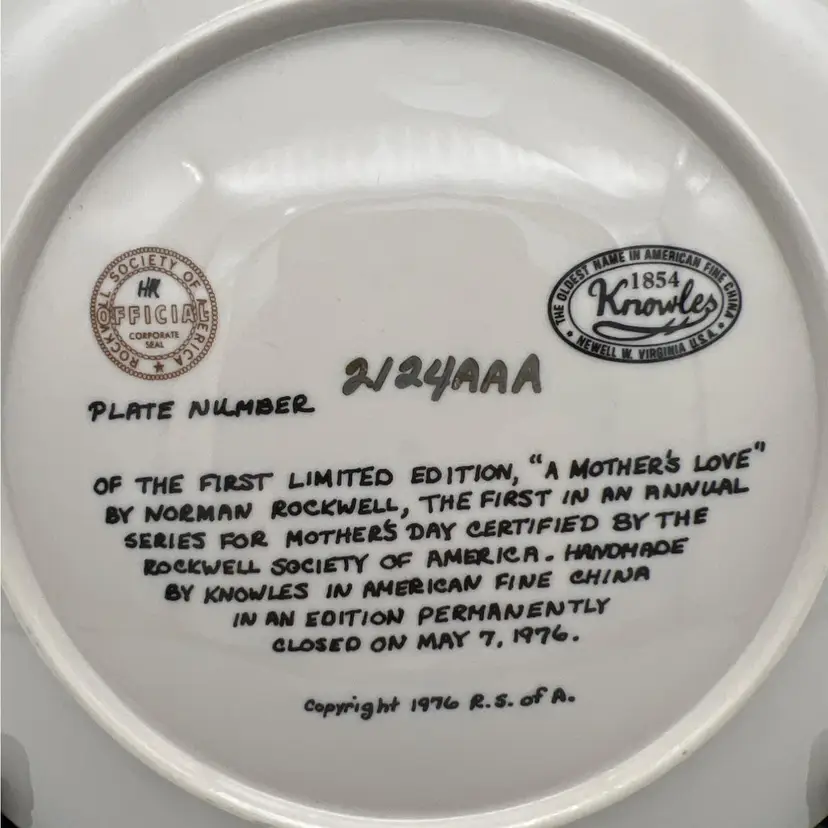 ROCKWELL SOCIETY OF AMERICA
HR
OFFICIAL
CORPORATE
SEAL
THE OLDEST NAME IN AMERICAN FINE CHINA
1854
Knowles
NEWELL W. VIRGINIA U.S.A.
PLATE NUMBER 2124AAA
OF THE FIRST LIMITED EDITION, "A MOTHER'S LOVE"
BY NORMAN ROCKWELL, THE FIRST IN AN ANNUAL
SERIES FOR MOTHER'S DAY CERTIFIED BY THE
ROCKWELL SOCIETY OF AMERICA. HANDMADE
BY KNOWLES IN AMERICAN FINE CHINA
IN AN EDITION PERMANENTLY
CLOSED ON MAY 7, 1976.
Copyright 1976 R.S. of A.